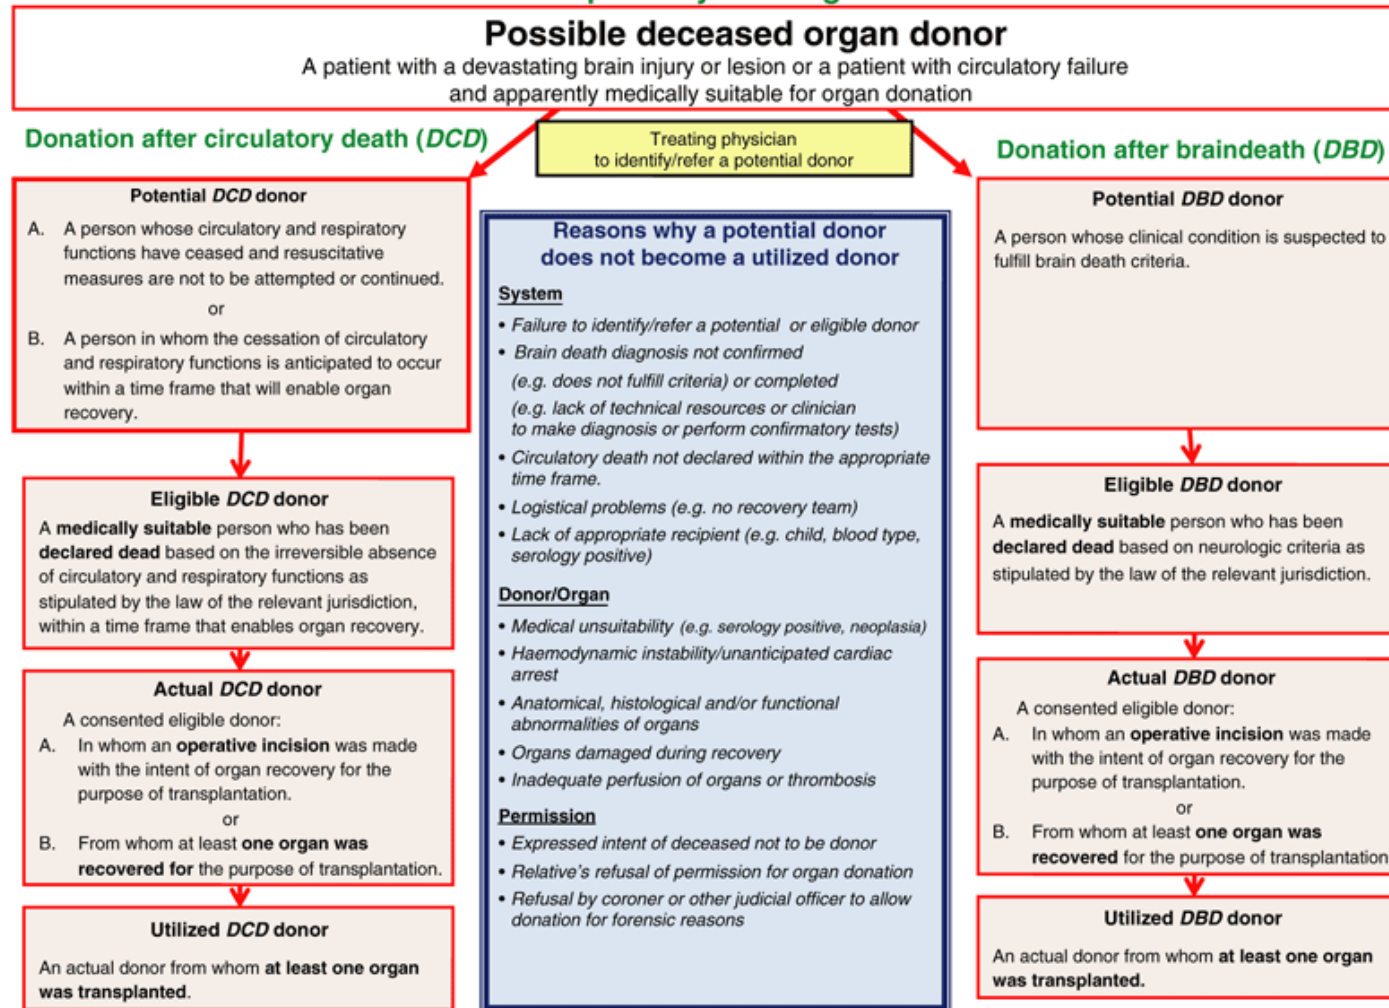 Possible deceased organ donor
A patient with a devastating brain injury or lesion or a patient with circulatory failure
and apparently medically suitable for organ donation
Donation after circulatory death (DCD)
Treating physician
to identify/refer a potential donor
Donation after braindeath (DBD)
Potential DCD donor
A. A person whose circulatory and respiratory
functions have ceased and resuscitative
measures are not to be attempted or continued.
or
B. A person in whom the cessation of circulatory
and respiratory functions is anticipated to occur
within a time frame that will enable organ
recovery.
Eligible DCD donor
A medically suitable person who has been
declared dead based on the irreversible absence
of circulatory and respiratory functions as
stipulated by the law of the relevant jurisdiction,
within a time frame that enables organ recovery.
Actual DCD donor
A consented eligible donor:
A. In whom an operative incision was made
with the intent of organ recovery for the
purpose of transplantation.
or
B. From whom at least one organ was
recovered for the purpose of transplantation.
Utilized DCD donor
An actual donor from whom at least one organ
was transplanted.
Reasons why a potential donor
does not become a utilized donor
System
• Failure to identify/refer a potential or eligible donor
• Brain death diagnosis not confirmed
(e.g. does not fulfill criteria) or completed
(e.g. lack of technical resources or clinician
to make diagnosis or perform confirmatory tests)
• Circulatory death not declared within the appropriate
time frame.
• Logistical problems (e.g. no recovery team)
• Lack of appropriate recipient (e.g. child, blood type,
serology positive)
Donor/Organ
• Medical unsuitability (e.g. serology positive, neoplasia)
• Haemodynamic instability/unanticipated cardiac
arrest
• Anatomical, histological and/or functional
abnormalities of organs
• Organs damaged during recovery
• Inadequate perfusion of organs or thrombosis
Permission
• Expressed intent of deceased not to be donor
• Relative's refusal of permission for organ donation
• Refusal by coroner or other judicial officer to allow
donation for forensic reasons
Potential DBD donor
A person whose clinical condition is suspected to
fulfill brain death criteria.
Eligible DBD donor
A medically suitable person who has been
declared dead based on neurologic criteria as
stipulated by the law of the relevant jurisdiction.
Actual DBD donor
A consented eligible donor:
A. In whom an operative incision was made
with the intent of organ recovery for the
purpose of transplantation.
or
B. From whom at least one organ was
recovered for the purpose of transplantation
Utilized DBD donor
An actual donor from whom at least one organ
was transplanted.